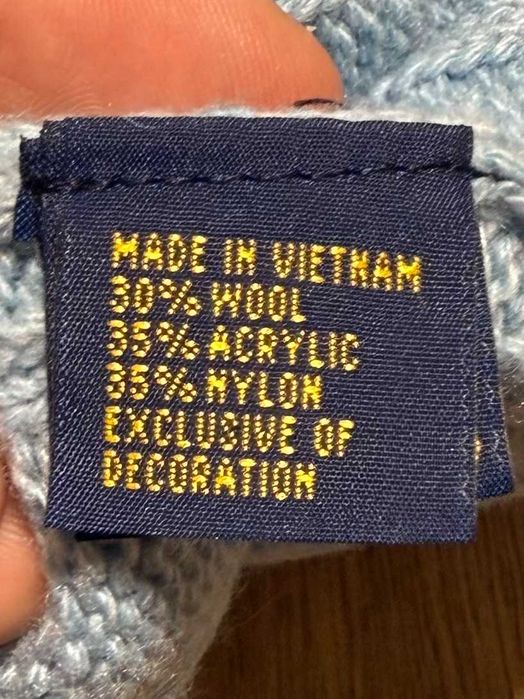 MADE IN VIETNAM
30% WOOL
35% ACRYLIC
35% NYLON
EXCLUSIVE OF
DECORATION